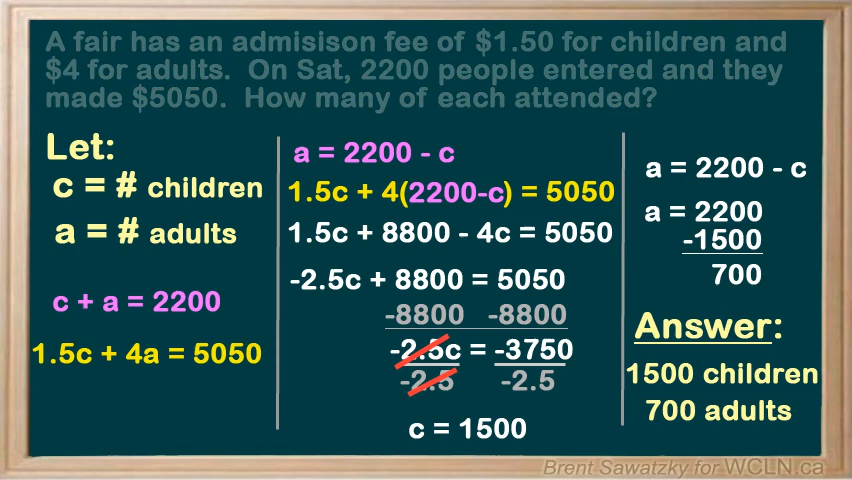 A fair has an admisison fee of $1.50 for children and
$4 for adults. On Sat, 2200 people entered and they
made $5050. How many of each attended?
Let:
c = # children
a = # adults
c + a = 2200
1.5c + 4a = 5050
a = 2200 - c
1.5c + 4(2200-c) = 5050
1.5c + 8800 - 4c = 5050
-2.5c + 8800 = 5050
-8800 -8800
-2.5c = -3750
-2.5 -2.5
c = 1500
a = 2200 - c
a = 2200
-1500
700
Answer:
1500 children
700 adults
Brent Sawatzky for WCLN.ca